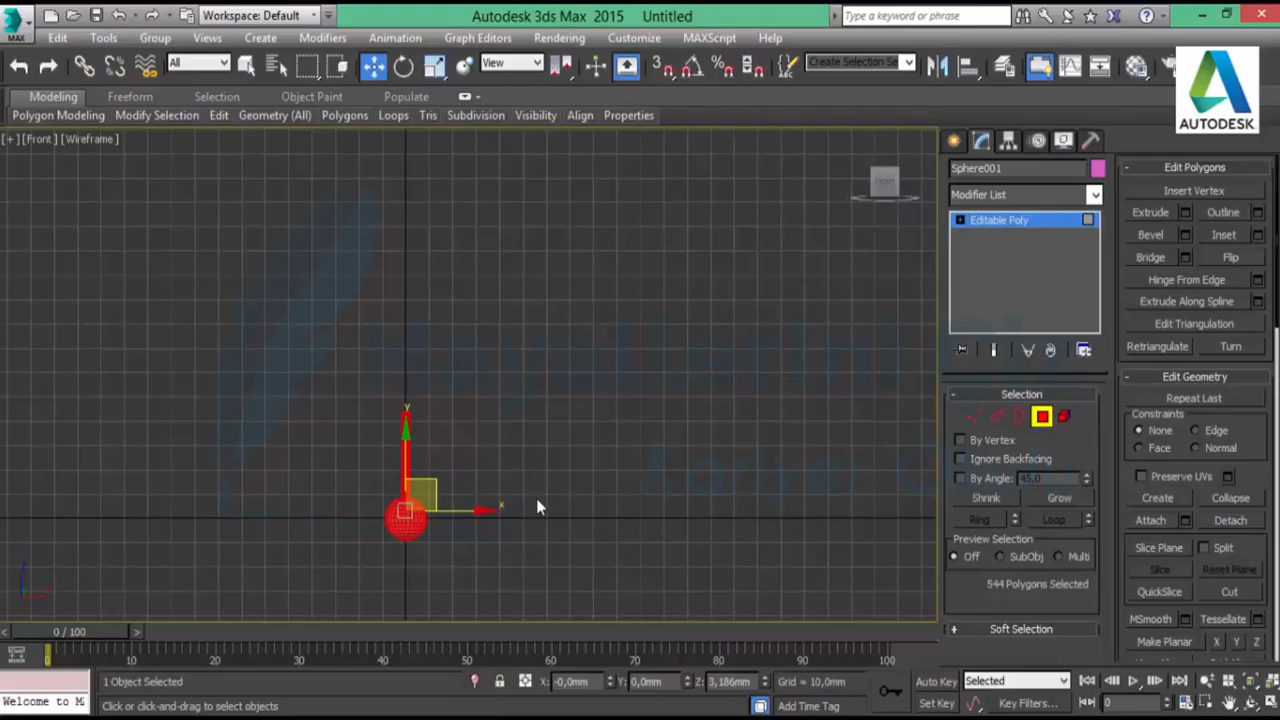 MAX Workspace: Default Autodesk 3ds Max 2015 Untitled Type a keyword or phrase
Edit Tools Group Views Create Modifiers Animation Graph Editors Rendering Customize MAXScript Help
All View Create Selection Se
AUTODESK
Modeling Freeform Selection Object Paint Populate
Polygon Modeling Modify Selection Edit Geometry (All) Polygons Loops Tris Subdivision Visibility Align Properties
[+] [Front] [Wireframe]
Sphere001
Modifier List
Editable Poly
Selection
By Vertex
Ignore Backfacing
By Angle: 45,0
Shrink Grow
Ring Loop
Preview Selection
Off SubObj Multi
544 Polygons Selected
Soft Selection
Edit Polygons
Insert Vertex
Extrude Outline
Bevel Inset
Bridge Flip
Hinge From Edge
Extrude Along Spline
Edit Triangulation
Retriangulate Turn
Edit Geometry
Repeat Last
Constraints
None Edge
Face Normal
Preserve UVs
Create Collapse
Attach Detach
Slice Plane Split
Slice Reset Plane
QuickSlice Cut
MSmooth Tessellate
Make Planar X Y Z
y
x
z
0 / 100
0 10 20 30 40 50 60 70 80 90 100
1 Object Selected X: -0,0mm Y: 0,0mm Z: 3,186mm Grid = 10,0mm Auto Key Selected
Welcome to M Click or click-and-drag to select objects Add Time Tag Set Key Key Filters... 0